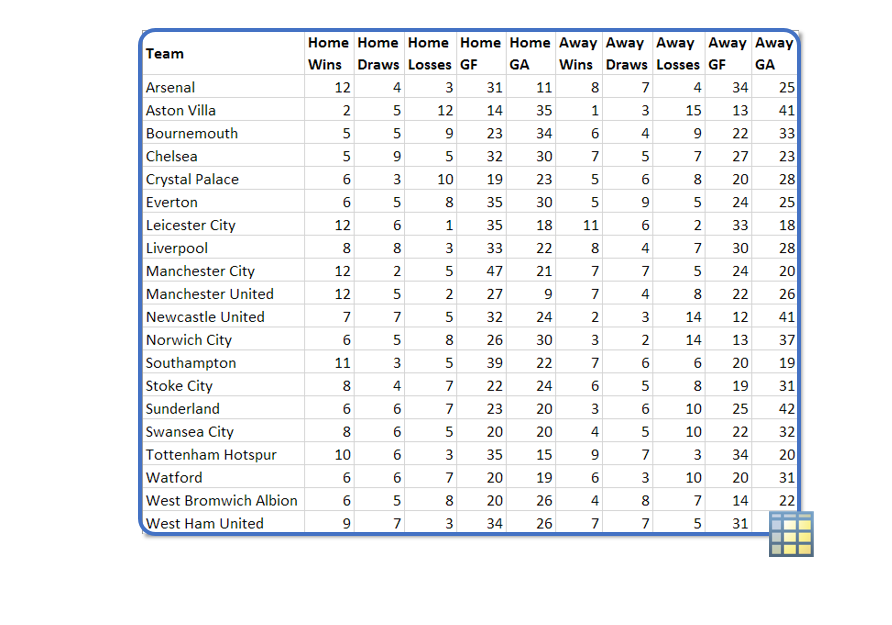 Team Home Wins Home Draws Home Losses Home GF Home GA Away Wins Away Draws Away Losses Away GF Away GA
Arsenal 12 4 3 31 11 8 7 4 34 25
Aston Villa 2 5 12 14 35 1 3 15 13 41
Bournemouth 5 5 9 23 34 6 4 9 22 33
Chelsea 5 9 5 32 30 7 5 7 27 23
Crystal Palace 6 3 10 19 23 5 6 8 20 28
Everton 6 5 8 35 30 5 9 5 24 25
Leicester City 12 6 1 35 18 11 6 2 33 18
Liverpool 8 8 3 33 22 8 4 7 30 28
Manchester City 12 2 5 47 21 7 7 5 24 20
Manchester United 12 5 2 27 9 7 4 8 22 26
Newcastle United 7 7 5 32 24 2 3 14 12 41
Norwich City 6 5 8 26 30 3 2 14 13 37
Southampton 11 3 5 39 22 7 6 6 20 19
Stoke City 8 4 7 22 24 6 5 8 19 31
Sunderland 6 6 7 23 20 3 6 10 25 42
Swansea City 8 6 5 20 20 4 5 10 22 32
Tottenham Hotspur 10 6 3 35 15 9 7 3 34 20
Watford 6 6 7 20 19 6 3 10 20 31
West Bromwich Albion 6 5 8 20 26 4 8 7 14 22
West Ham United 9 7 3 34 26 7 7 5 31